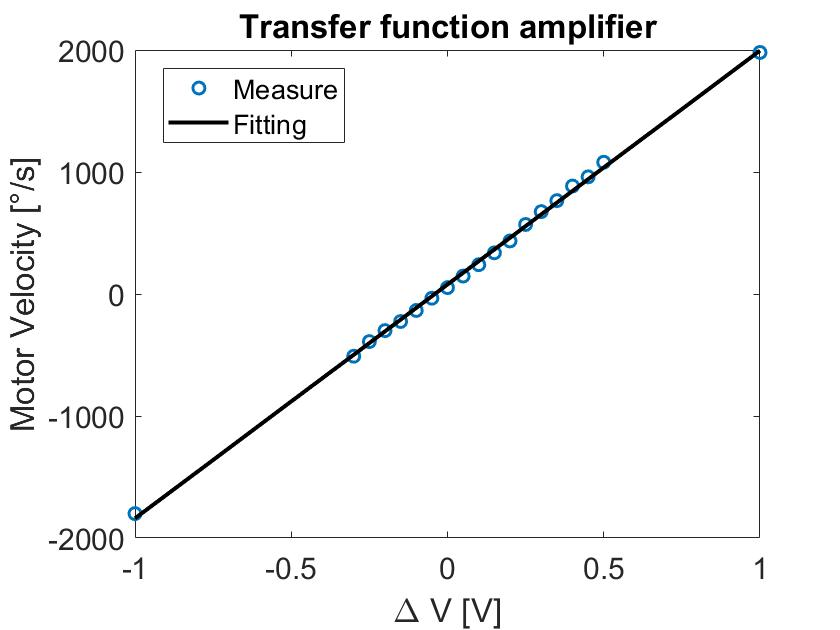 Transfer function amplifier
2000
Measure
Fitting
1000
0
-1000
-2000
Motor Velocity [°/s]
-1
-0.5
0
0.5
1
Δ V [V]